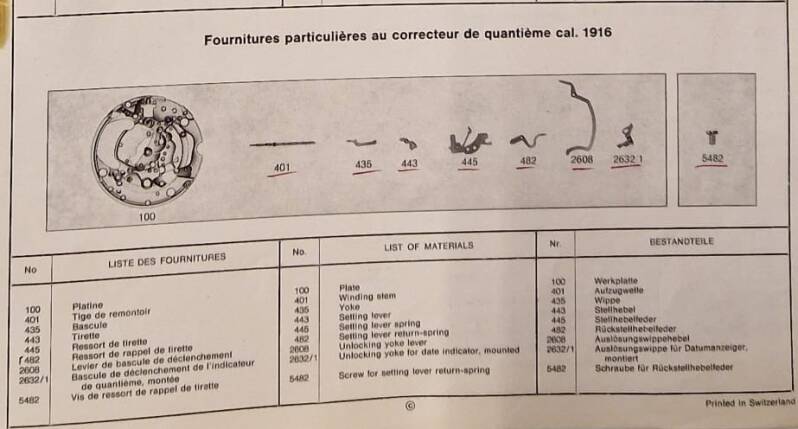 Fournitures particulières au correcteur de quantième cal. 1916
100
401
435
443
445
482
2608
2632 1
5482
No LISTE DES FOURNITURES
100 Platine
401 Tige de remontoir
435 Bascule
443 Tirette
445 Ressort de tirette
482 Ressort de rappel de tirette
2608 Levier de bascule de déclenchement
2632/1 Bascule de déclenchement de l'indicateur
de quantième, montée
5482 Vis de ressort de rappel de tirette
No. LIST OF MATERIALS
100 Plate
401 Winding stem
435 Yoke
443 Setting lever
445 Setting lever spring
482 Setting lever return-spring
2608 Unlocking yoke lever
2632/1 Unlocking yoke for date indicator, mounted
5482 Screw for setting lever return-spring
Nr. BESTANDTEILE
100 Werkplatte
401 Aufzugwelle
435 Wippe
443 Stellhebel
445 Stellhebelfeder
482 Rückstellhebelfeder
2608 Auslösungswippehebel
2632/1 Auslösungswippe für Datumanzeiger,
montiert
5482 Schraube für Rückstellhebelfeder
©
Printed in Switzerland